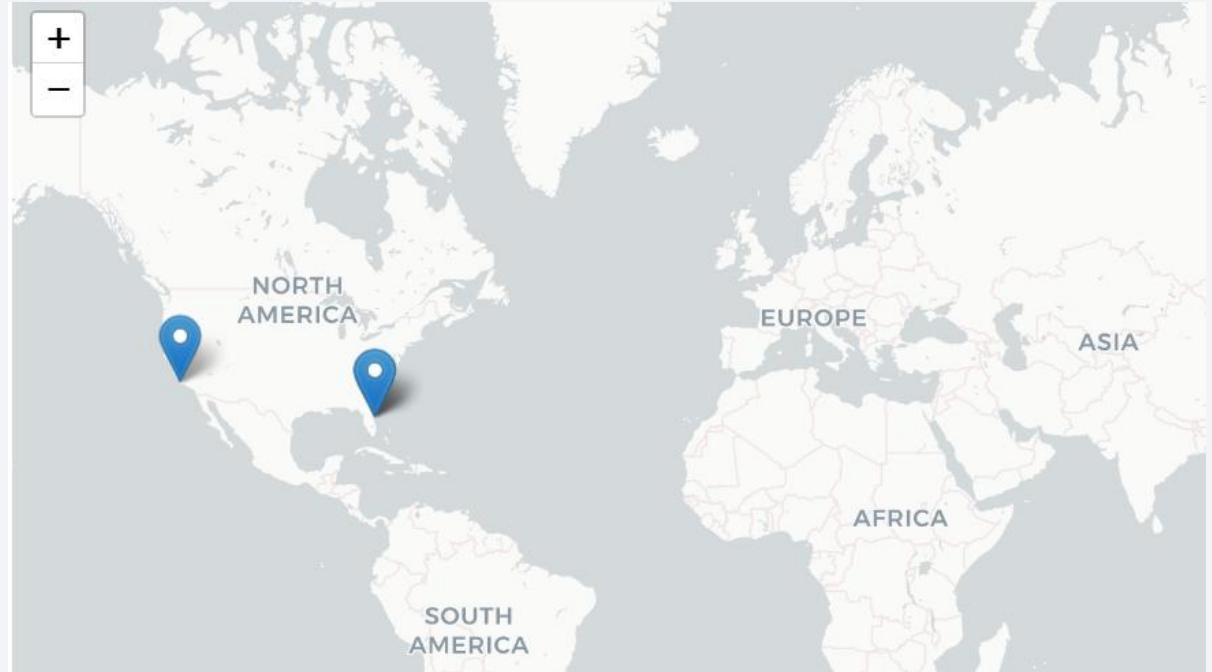 +
−
NORTH
AMERICA
EUROPE
ASIA
AFRICA
SOUTH
AMERICA